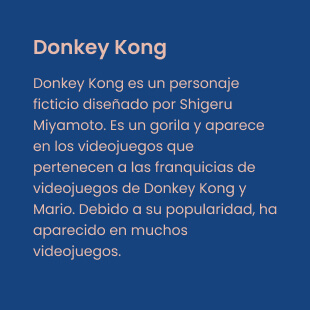 Donkey Kong
Donkey Kong es un personaje
ficticio diseñado por Shigeru
Miyamoto. Es un gorila y aparece
en los videojuegos que
pertenecen a las franquicias de
videojuegos de Donkey Kong y
Mario. Debido a su popularidad, ha
aparecido en muchos
videojuegos.